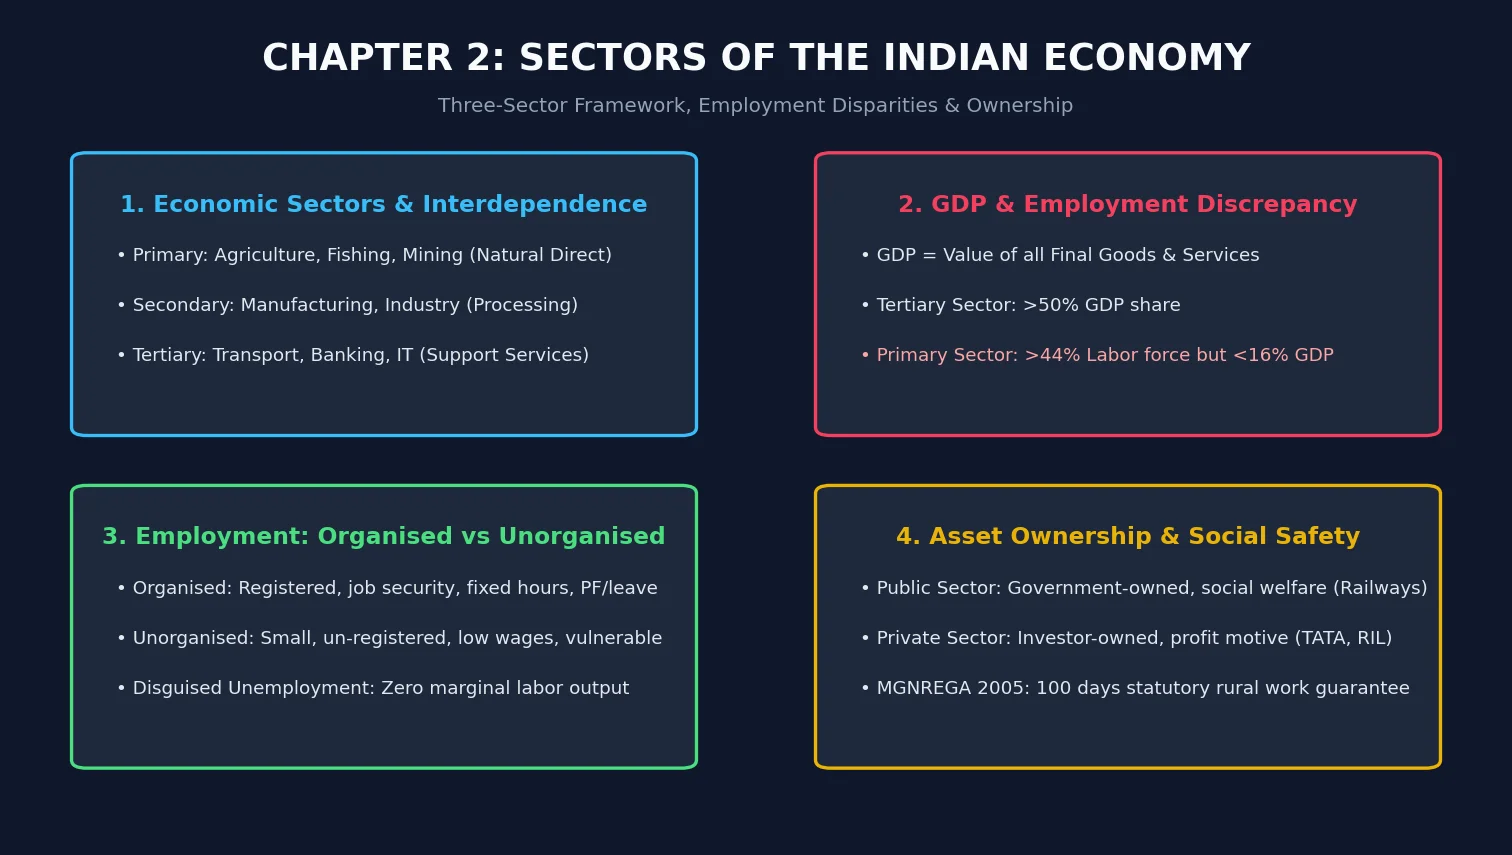 CHAPTER 2: SECTORS OF THE INDIAN ECONOMY
Three-Sector Framework, Employment Disparities & Ownership
1. Economic Sectors & Interdependence
• Primary: Agriculture, Fishing, Mining (Natural Direct)
• Secondary: Manufacturing, Industry (Processing)
• Tertiary: Transport, Banking, IT (Support Services)
2. GDP & Employment Discrepancy
• GDP = Value of all Final Goods & Services
• Tertiary Sector: >50% GDP share
• Primary Sector: >44% Labor force but <16% GDP
3. Employment: Organised vs Unorganised
• Organised: Registered, job security, fixed hours, PF/leave
• Unorganised: Small, un-registered, low wages, vulnerable
• Disguised Unemployment: Zero marginal labor output
4. Asset Ownership & Social Safety
• Public Sector: Government-owned, social welfare (Railways)
• Private Sector: Investor-owned, profit motive (TATA, RIL)
• MGNREGA 2005: 100 days statutory rural work guarantee